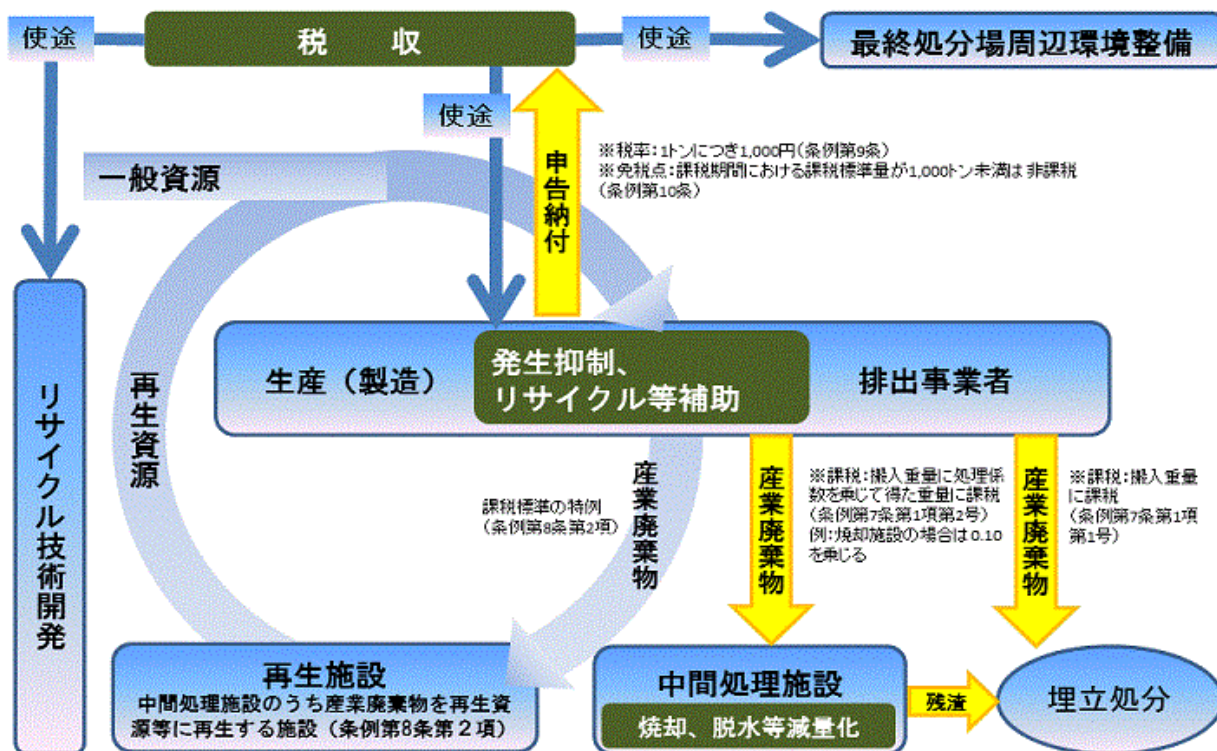 使途
税　収
使途
最終処分場周辺環境整備
使途
申告納付
※税率：1トンにつき1,000円（条例第9条）
※免税点：課税期間における課税標準量が1,000トン未満は非課税
（条例第10条）
一般資源
再生資源
リサイクル技術開発
生産（製造）
発生抑制、
リサイクル等補助
排出事業者
課税標準の特例
（条例第8条第2項）
産業廃棄物
産業廃棄物
※課税：搬入重量に処理係
数を乗じて得た重量に課税
（条例第7条第1項第2号）
例：焼却施設の場合は0.10
を乗じる
産業廃棄物
※課税：搬入重量
に課税
（条例第7条第1項
第1号）
再生施設
中間処理施設のうち産業廃棄物を再生資
源等に再生する施設（条例第8条第２項）
中間処理施設
焼却、脱水等減量化
残渣
埋立処分